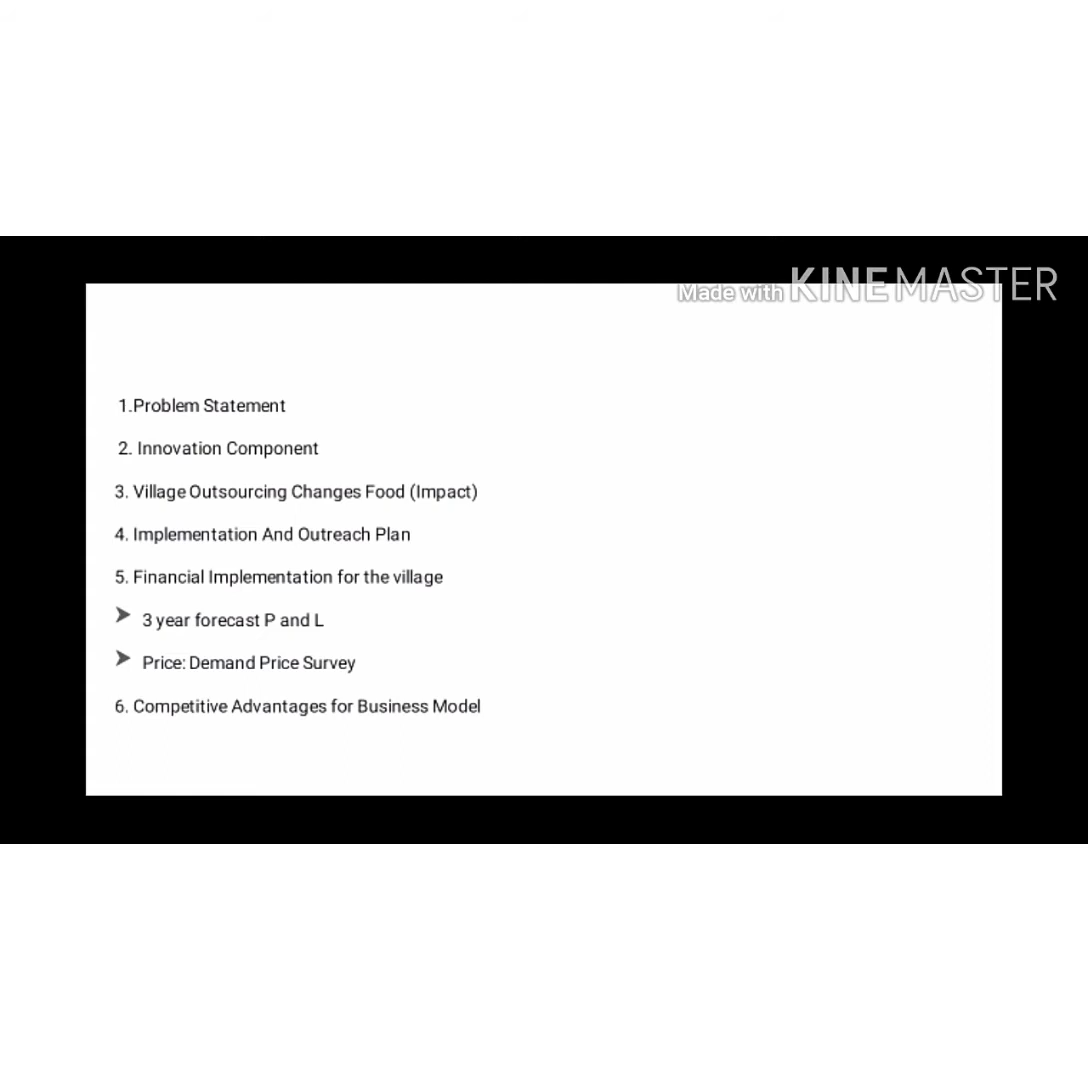 Made with KINEMASTER
1.Problem Statement
2. Innovation Component
3. Village Outsourcing Changes Food (Impact)
4. Implementation And Outreach Plan
5. Financial Implementation for the village
➤ 3 year forecast P and L
➤ Price: Demand Price Survey
6. Competitive Advantages for Business Model